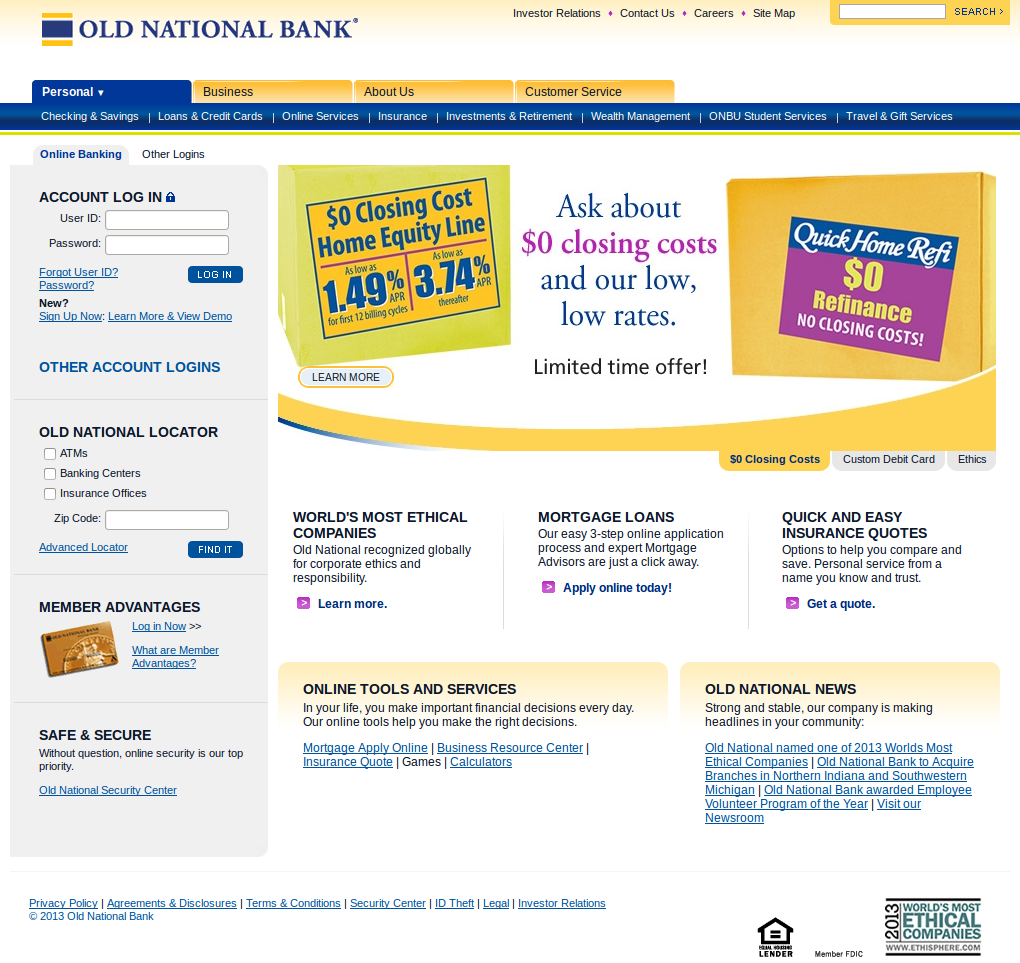 OLD NATIONAL BANK®
Investor Relations ♦ Contact Us ♦ Careers ♦ Site Map
SEARCH >
Personal ▼
Business
About Us
Customer Service
Checking & Savings | Loans & Credit Cards | Online Services | Insurance | Investments & Retirement | Wealth Management | ONBU Student Services | Travel & Gift Services
Online Banking
Other Logins
ACCOUNT LOG IN
User ID:
Password:
Forgot User ID?
Password?
LOG IN
New?
Sign Up Now: Learn More & View Demo
OTHER ACCOUNT LOGINS
OLD NATIONAL LOCATOR
ATMs
Banking Centers
Insurance Offices
Zip Code:
Advanced Locator
FIND IT
MEMBER ADVANTAGES
OLD NATIONAL BANK
Log in Now >>
What are Member
Advantages?
SAFE & SECURE
Without question, online security is our top
priority.
Old National Security Center
$0 Closing Cost
Home Equity Line
As low as
1.49% APR
for first 12 billing cycles
As low as
3.74% APR
thereafter
LEARN MORE
Ask about
$0 closing costs
and our low,
low rates.
Limited time offer!
Quick Home Refi
$0
Refinance
NO CLOSING COSTS!
$0 Closing Costs
Custom Debit Card
Ethics
WORLD'S MOST ETHICAL
COMPANIES
Old National recognized globally
for corporate ethics and
responsibility.
> Learn more.
MORTGAGE LOANS
Our easy 3-step online application
process and expert Mortgage
Advisors are just a click away.
> Apply online today!
QUICK AND EASY
INSURANCE QUOTES
Options to help you compare and
save. Personal service from a
name you know and trust.
> Get a quote.
ONLINE TOOLS AND SERVICES
In your life, you make important financial decisions every day.
Our online tools help you make the right decisions.
Mortgage Apply Online | Business Resource Center |
Insurance Quote | Games | Calculators
OLD NATIONAL NEWS
Strong and stable, our company is making
headlines in your community:
Old National named one of 2013 Worlds Most
Ethical Companies | Old National Bank to Acquire
Branches in Northern Indiana and Southwestern
Michigan | Old National Bank awarded Employee
Volunteer Program of the Year | Visit our
Newsroom
Privacy Policy | Agreements & Disclosures | Terms & Conditions | Security Center | ID Theft | Legal | Investor Relations
© 2013 Old National Bank
EQUAL HOUSING
LENDER
Member FDIC
2013
WORLD'S MOST
ETHICAL
COMPANIES
WWW.ETHISPHERE.COM